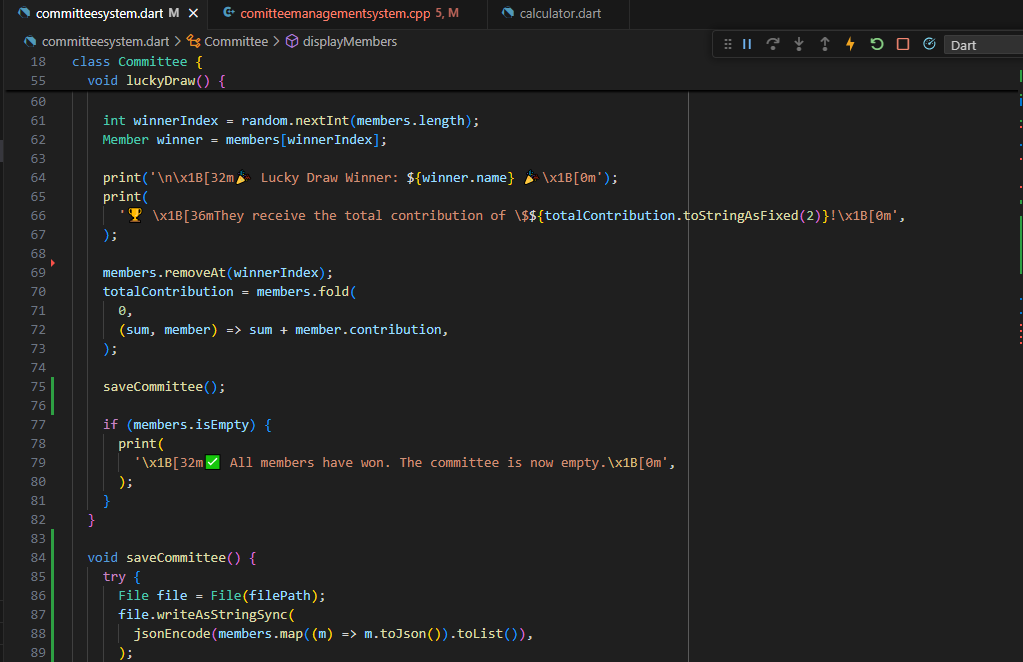 committeesystem.dart M ✕ comitteemanagementsystem.cpp 5, M calculator.dart
committeesystem.dart > Committee > displayMembers
Dart
18 class Committee {
55 void luckyDraw() {
60
61 int winnerIndex = random.nextInt(members.length);
62 Member winner = members[winnerIndex];
63
64 print('\n\x1B[32m🎉 Lucky Draw Winner: ${winner.name} 🎉\x1B[0m');
65 print(
66 '🏆 \x1B[36mThey receive the total contribution of \$${totalContribution.toStringAsFixed(2)}!\x1B[0m',
67 );
68
69 members.removeAt(winnerIndex);
70 totalContribution = members.fold(
71 0,
72 (sum, member) => sum + member.contribution,
73 );
74
75 saveCommittee();
76
77 if (members.isEmpty) {
78 print(
79 '\x1B[32m✅ All members have won. The committee is now empty.\x1B[0m',
80 );
81 }
82 }
83
84 void saveCommittee() {
85 try {
86 File file = File(filePath);
87 file.writeAsStringSync(
88 jsonEncode(members.map((m) => m.toJson()).toList()),
89 );